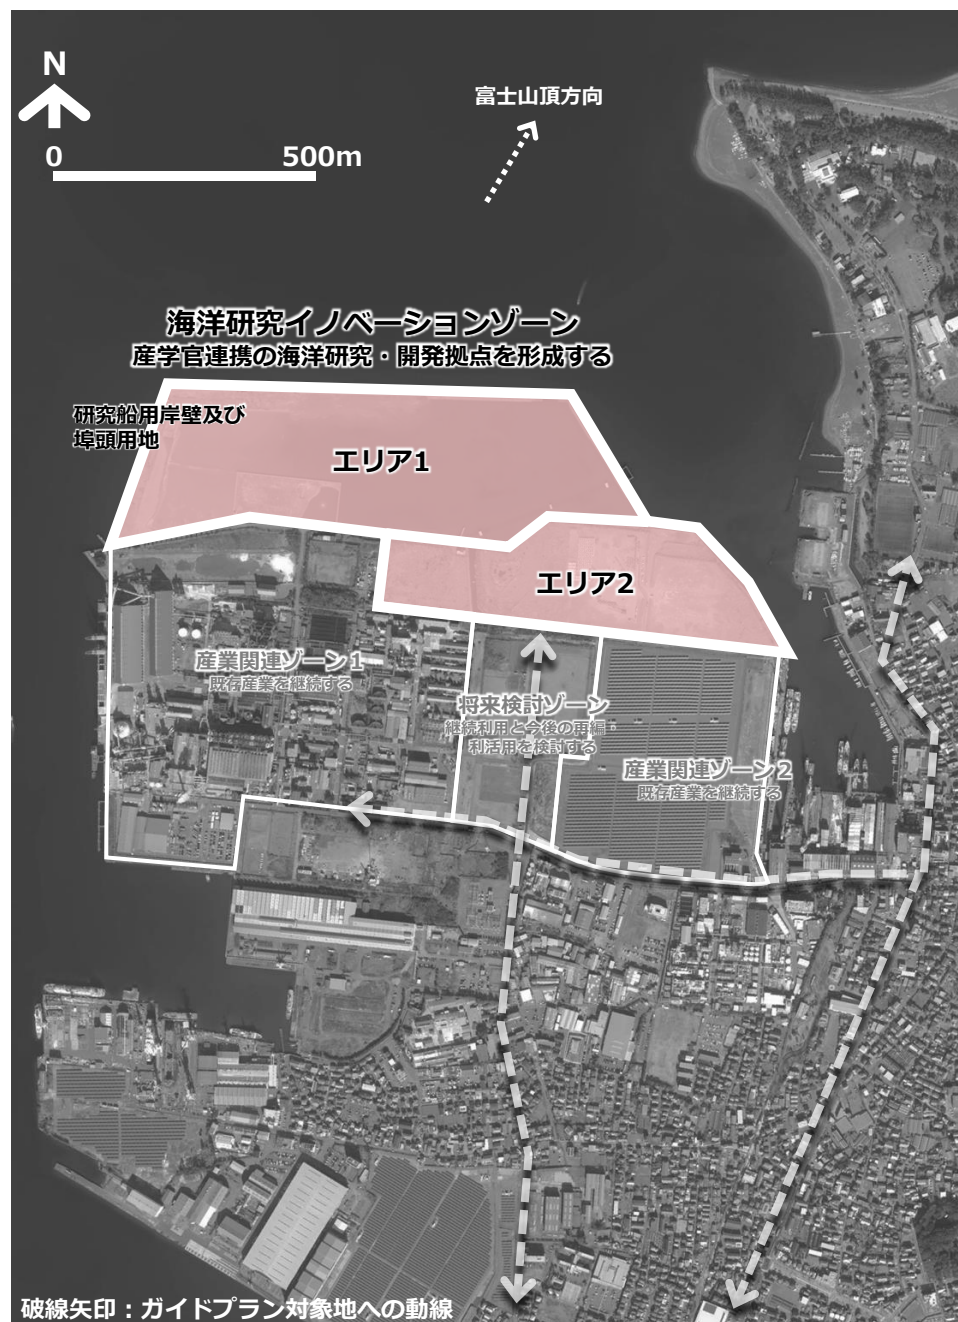 N
0 500m
富士山頂方向
海洋研究イノベーションゾーン
産学官連携の海洋研究・開発拠点を形成する
研究船用岸壁及び
埠頭用地
エリア1
エリア2
産業関連ゾーン1
既存産業を継続する
将来検討ゾーン
継続利用と今後の再編・
利活用を検討する
産業関連ゾーン2
既存産業を継続する
破線矢印：ガイドプラン対象地への動線